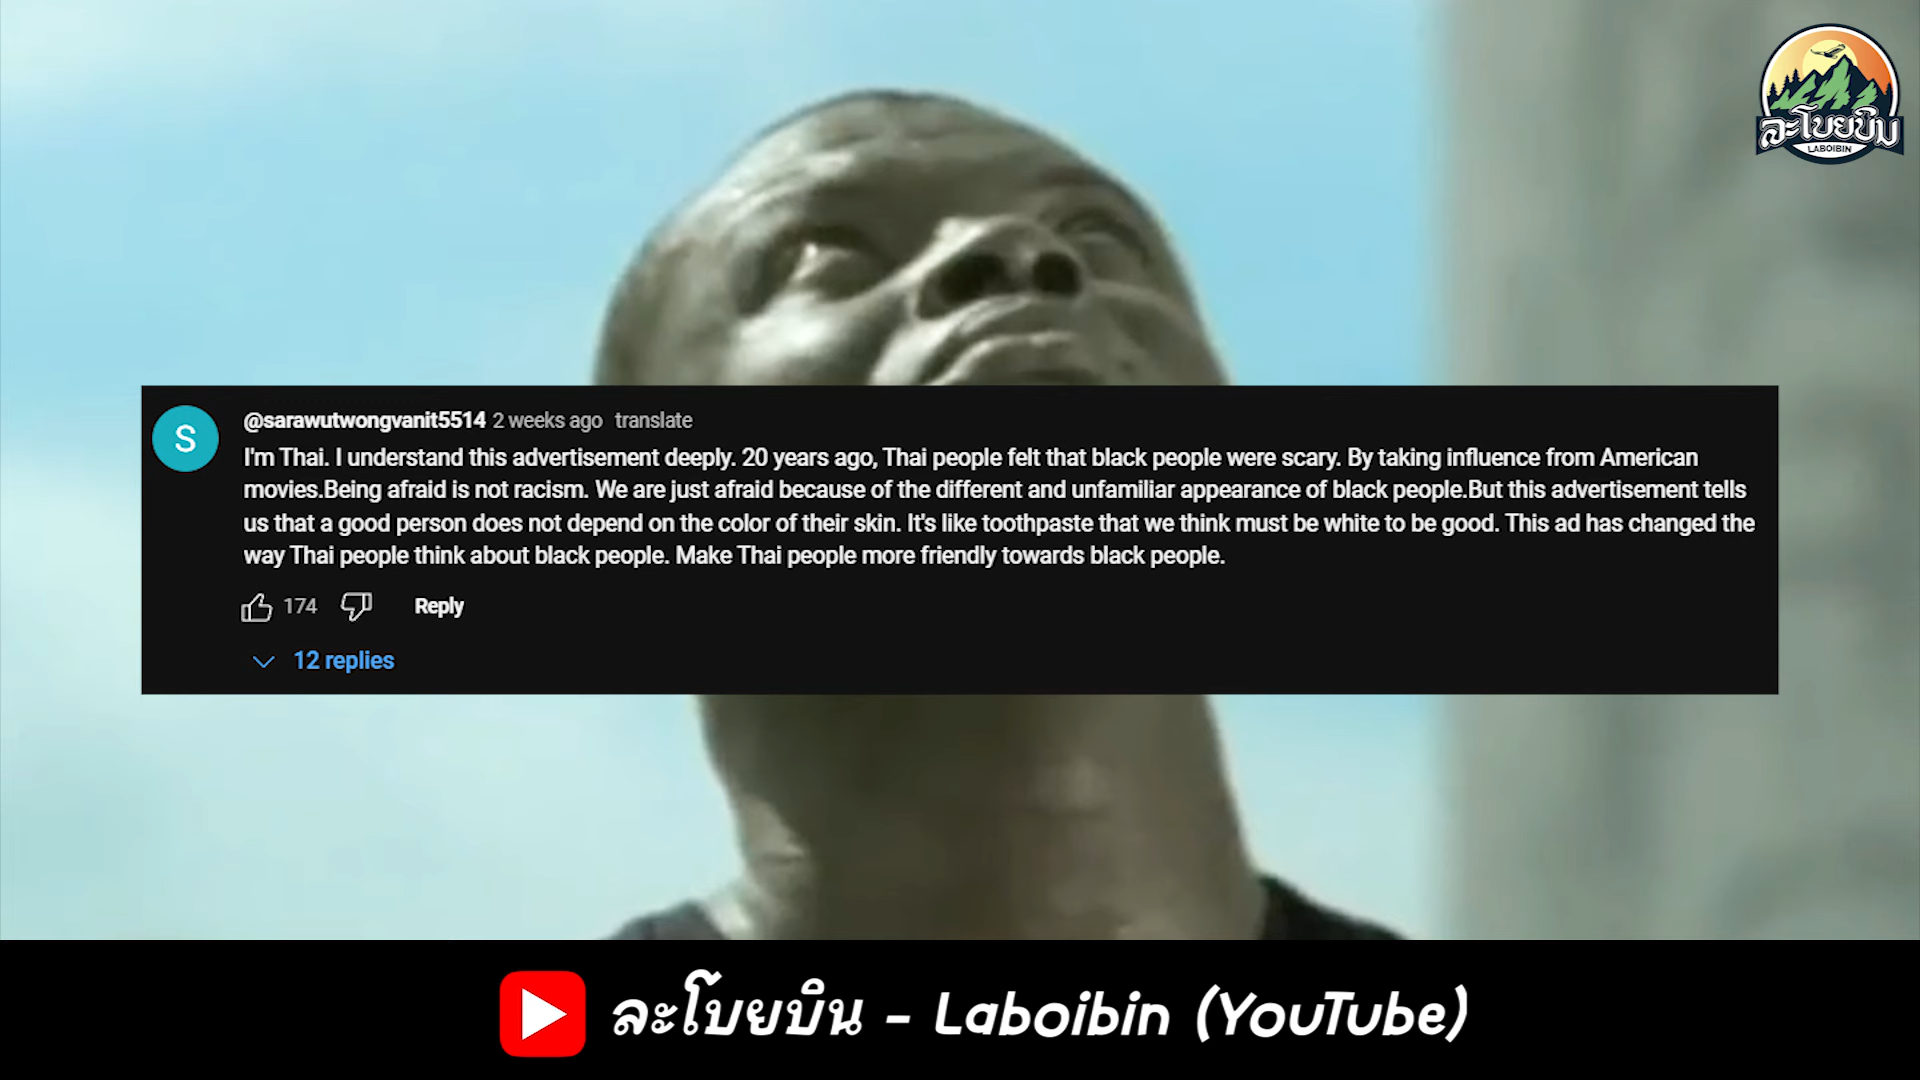 ละโบยบิน
LABOIBIN
S
@sarawutwongvanit5514 2 weeks ago translate
I'm Thai. I understand this advertisement deeply. 20 years ago, Thai people felt that black people were scary. By taking influence from American
movies.Being afraid is not racism. We are just afraid because of the different and unfamiliar appearance of black people.But this advertisement tells
us that a good person does not depend on the color of their skin. It's like toothpaste that we think must be white to be good. This ad has changed the
way Thai people think about black people. Make Thai people more friendly towards black people.
174 Reply
12 replies
ละโบยบิน - Laboibin (YouTube)